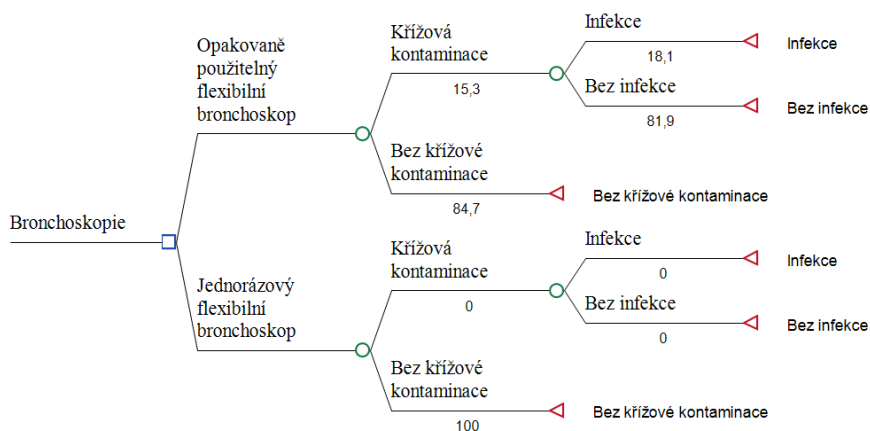 Opakovaně
použitelný
flexibilní
bronchoskop
Křížová
kontaminace
15,3
Infekce
18,1
Infekce
Bez infekce
81,9
Bez infekce
Bez křížové
kontaminace
84,7
Bez křížové kontaminace
Bronchoskopie
Jednorázový
flexibilní
bronchoskop
Křížová
kontaminace
0
Infekce
0
Infekce
Bez infekce
0
Bez infekce
Bez křížové
kontaminace
100
Bez křížové kontaminace